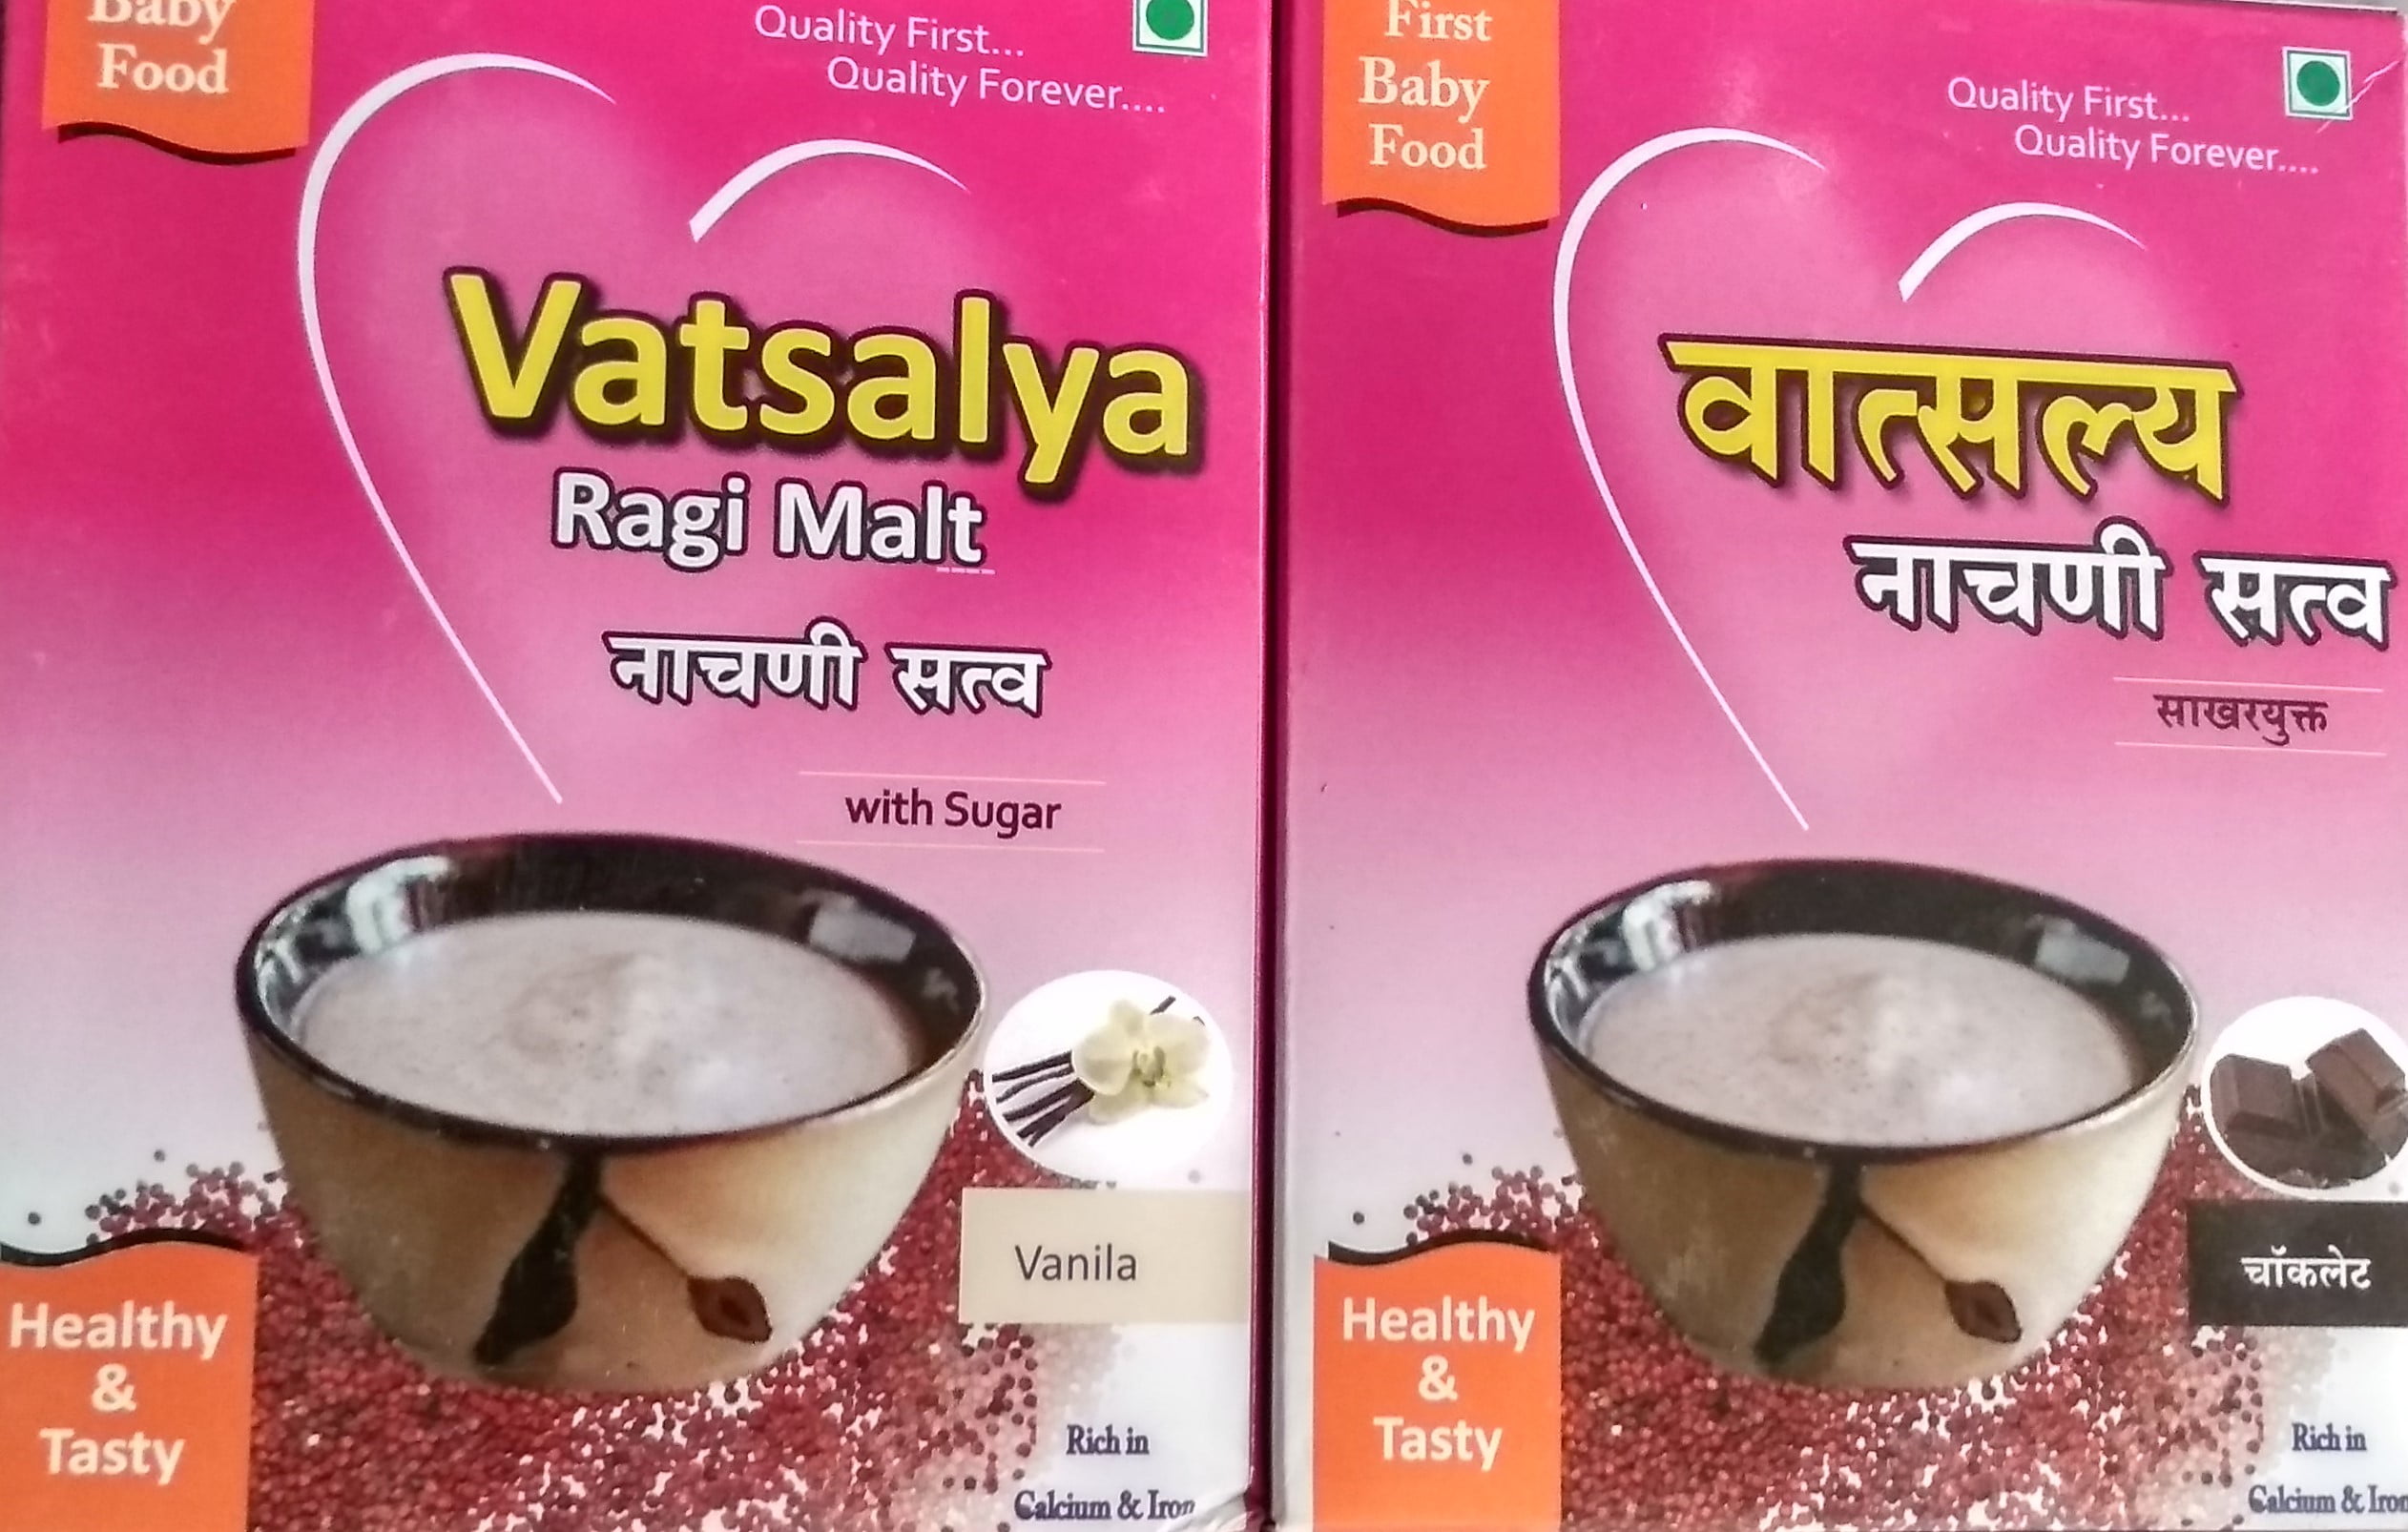 Baby
Food
Quality First...
Quality Forever....
Vatsalya
Ragi Malt
नाचणी सत्व
with Sugar
Vanila
Healthy
&
Tasty
Rich in
Calcium & Iron
First
Baby
Food
Quality First...
Quality Forever....
वात्सल्य
नाचणी सत्व
साखरयुक्त
चॉकलेट
Healthy
&
Tasty
Rich in
Calcium & Iron